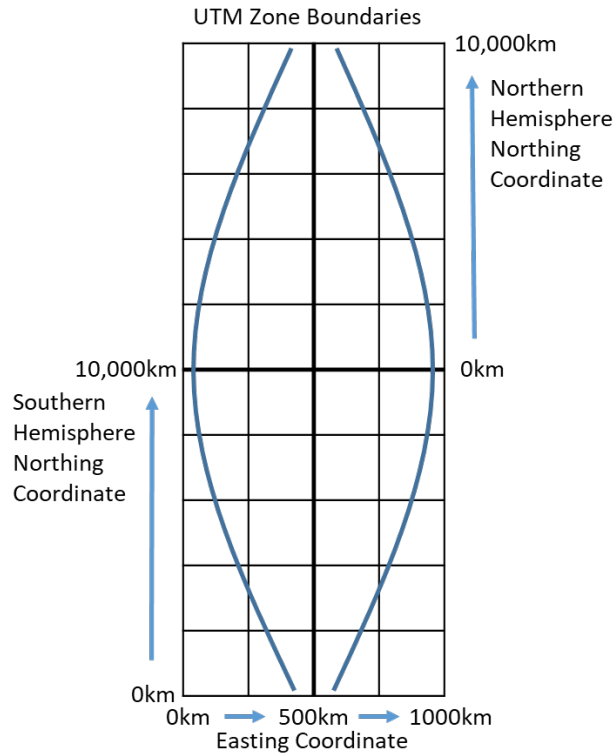 UTM Zone Boundaries
10,000km
Northern
Hemisphere
Northing
Coordinate
10,000km
0km
Southern
Hemisphere
Northing
Coordinate
0km
0km 500km 1000km
Easting Coordinate